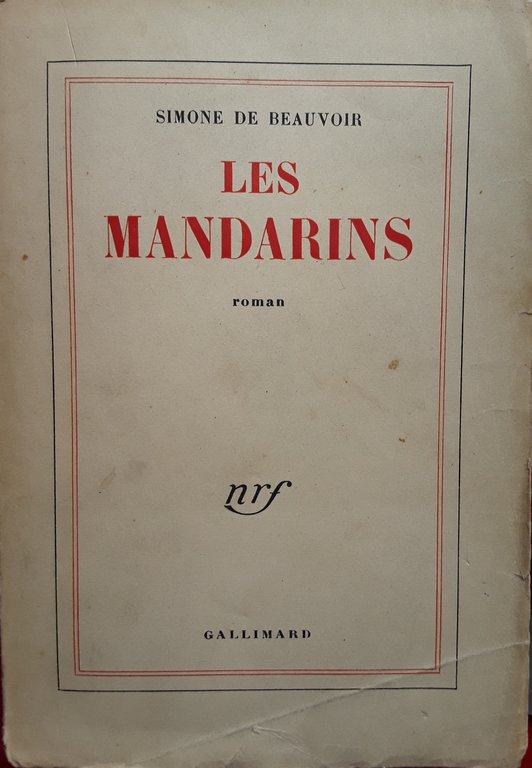 SIMONE DE BEAUVOIR
LES
MANDARINS
roman
nrf
GALLIMARD